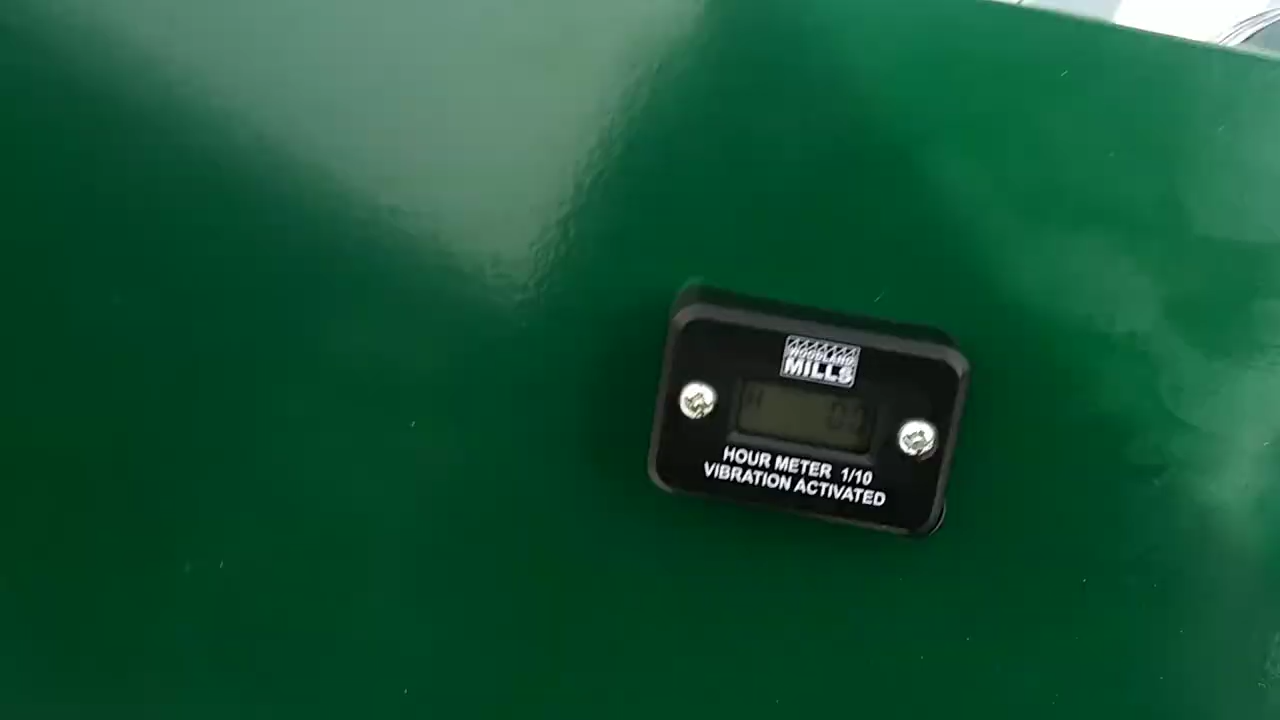 WOODLAND
MILLS
H
HOUR METER 1/10
VIBRATION ACTIVATED